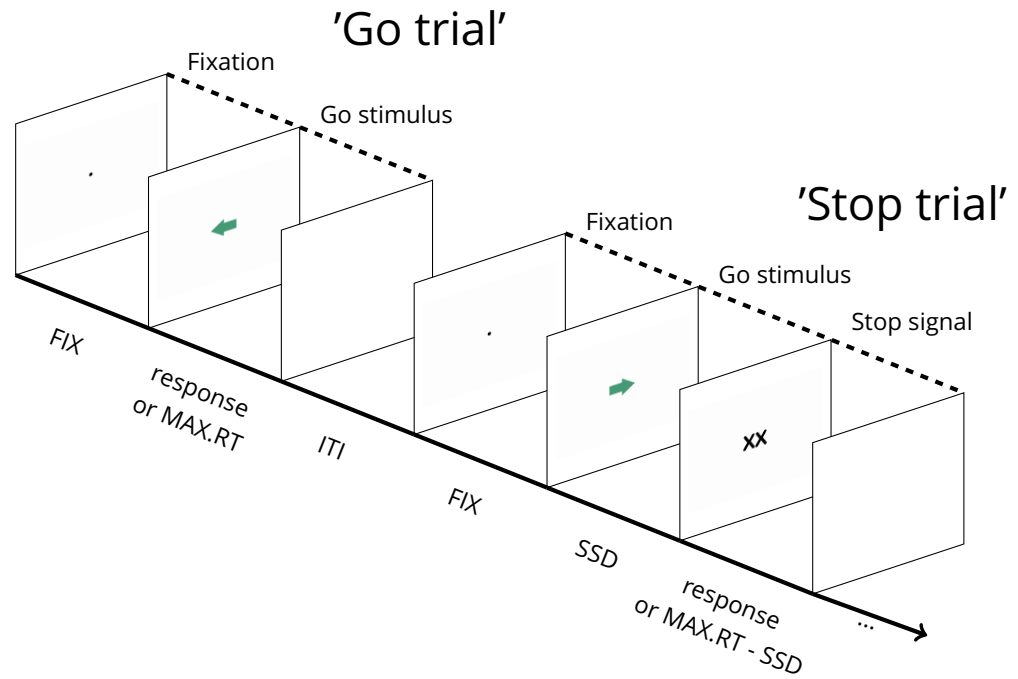 ’Go trial’
Fixation
Go stimulus
’Stop trial’
Fixation
Go stimulus
Stop signal
XX
FIX
response
or MAX.RT
ITI
FIX
SSD
response
or MAX.RT - SSD
...